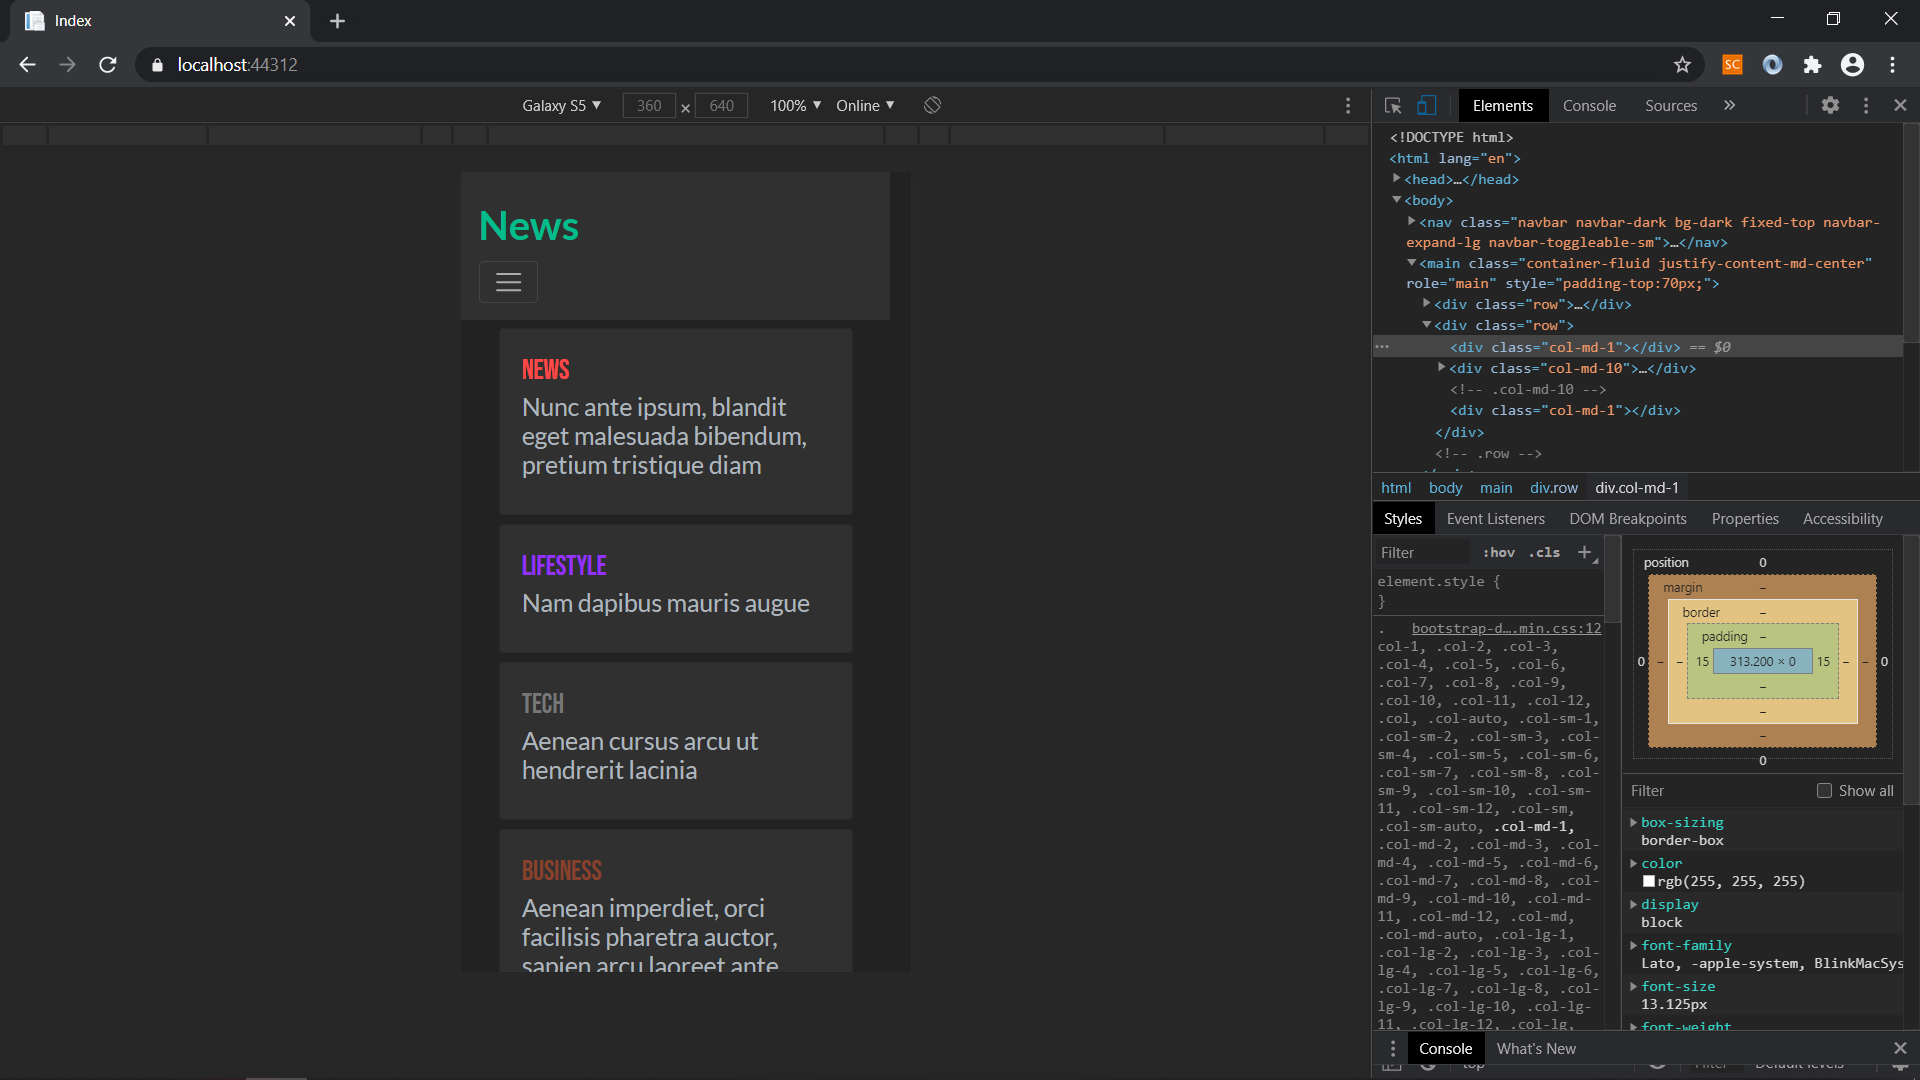 Index
localhost:44312
SC
Galaxy S5 360 × 640 100% Online
News
NEWS
Nunc ante ipsum, blandit
eget malesuada bibendum,
pretium tristique diam
LIFESTYLE
Nam dapibus mauris augue
TECH
Aenean cursus arcu ut
hendrerit lacinia
BUSINESS
Aenean imperdiet, orci
facilisis pharetra auctor,
sapien arcu laoreet ante
Elements Console Sources »
<!DOCTYPE html>
<html lang="en">
<head>…</head>
<body>
<nav class="navbar navbar-dark bg-dark fixed-top navbar-
expand-lg navbar-toggleable-sm">…</nav>
<main class="container-fluid justify-content-md-center"
role="main" style="padding-top:70px;">
<div class="row">…</div>
<div class="row">
<div class="col-md-1"></div> == $0
<div class="col-md-10">…</div>
<!-- .col-md-10 -->
<div class="col-md-1"></div>
</div>
<!-- .row -->
html body main div.row div.col-md-1
Styles Event Listeners DOM Breakpoints Properties Accessibility
Filter :hov .cls +
element.style {
}
. bootstrap-d….min.css:12
col-1, .col-2, .col-3,
.col-4, .col-5, .col-6,
.col-7, .col-8, .col-9,
.col-10, .col-11, .col-12,
.col, .col-auto, .col-sm-1,
.col-sm-2, .col-sm-3, .col-
sm-4, .col-sm-5, .col-sm-6,
.col-sm-7, .col-sm-8, .col-
sm-9, .col-sm-10, .col-sm-
11, .col-sm-12, .col-sm,
.col-sm-auto, .col-md-1,
.col-md-2, .col-md-3, .col-
md-4, .col-md-5, .col-md-6,
.col-md-7, .col-md-8, .col-
md-9, .col-md-10, .col-md-
11, .col-md-12, .col-md,
.col-md-auto, .col-lg-1,
.col-lg-2, .col-lg-3, .col-
lg-4, .col-lg-5, .col-lg-6,
.col-lg-7, .col-lg-8, .col-
lg-9, .col-lg-10, .col-lg-
11, .col-lg-12, .col-lg,
position 0
margin –
border –
padding –
0 – – 15 313.200 × 0 15 – – 0
–
–
–
0
Filter Show all
box-sizing
border-box
color
rgb(255, 255, 255)
display
block
font-family
Lato, -apple-system, BlinkMacSys
font-size
13.125px
font-weight
Console What's New
top Filter Default levels